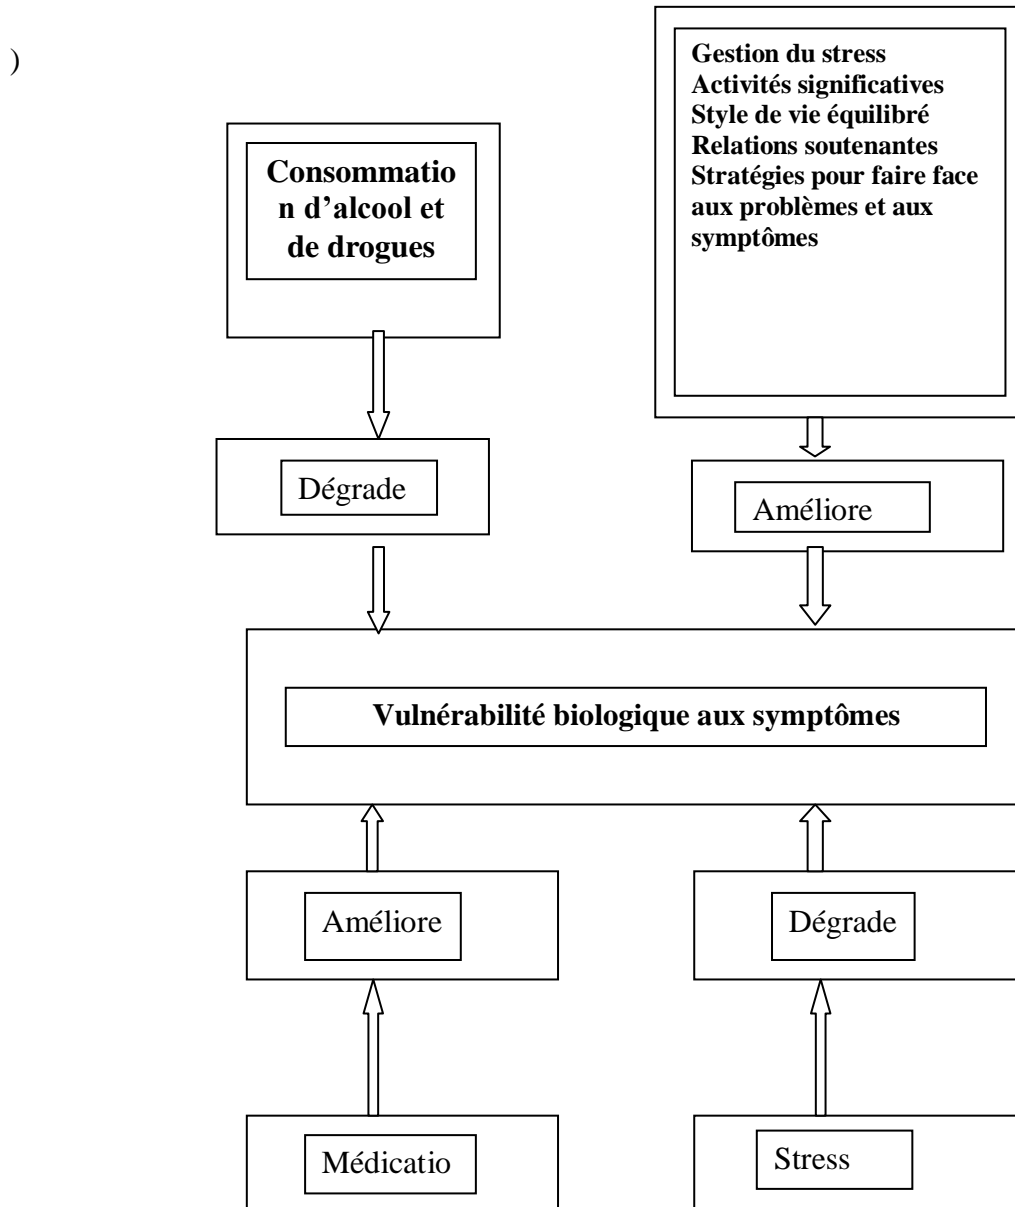 )
Gestion du stress
Activités significatives
Style de vie équilibré
Relations soutenantes
Stratégies pour faire face
aux problèmes et aux
symptômes
Consommatio
n d’alcool et
de drogues
Dégrade
Améliore
Vulnérabilité biologique aux symptômes
Améliore
Dégrade
Médicatio
Stress